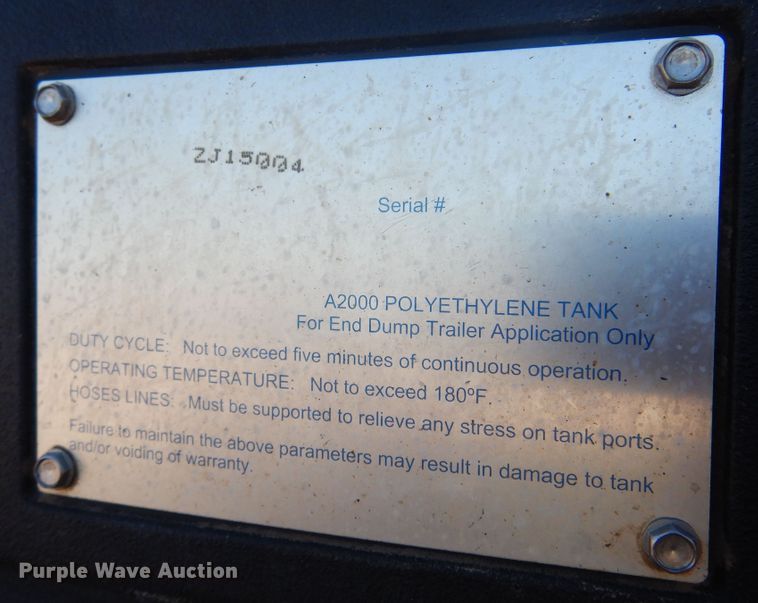 ZJ15004
Serial #
A2000 POLYETHYLENE TANK
For End Dump Trailer Application Only
DUTY CYCLE: Not to exceed five minutes of continuous operation.
OPERATING TEMPERATURE: Not to exceed 180ºF.
HOSES LINES: Must be supported to relieve any stress on tank ports.
Failure to maintain the above parameters may result in damage to tank
and/or voiding of warranty.
Purple Wave Auction